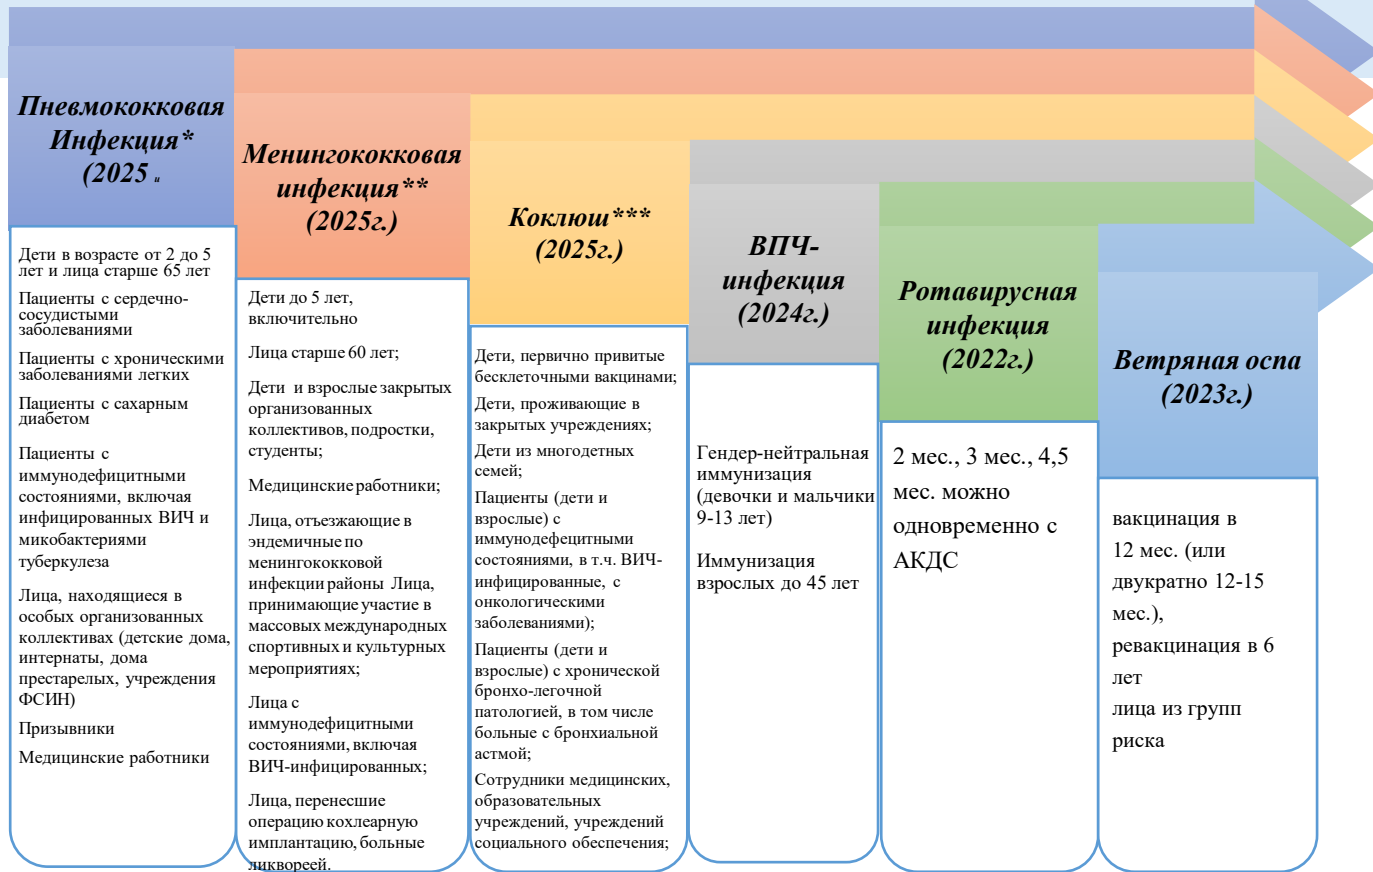 Пневмококковая
Инфекция*
(2025 и
Дети в возрасте от 2 до 5
лет и лица старше 65 лет
Пациенты с сердечно-
сосудистыми
заболеваниями
Пациенты с хроническими
заболеваниями легких
Пациенты с сахарным
диабетом
Пациенты с
иммунодефицитными
состояниями, включая
инфицированных ВИЧ и
микобактериями
туберкулеза
Лица, находящиеся в
особых организованных
коллективах (детские дома,
интернаты, дома
престарелых, учреждения
ФСИН)
Призывники
Медицинские работники
Менингококковая
инфекция**
(2025г.)
Дети до 5 лет,
включительно
Лица старше 60 лет;
Дети и взрослые закрытых
организованных
коллективов, подростки,
студенты;
Медицинские работники;
Лица, отъезжающие в
эндемичные по
менингококковой
инфекции районы Лица,
принимающие участие в
массовых международных
спортивных и культурных
мероприятиях;
Лица с
иммунодефицитными
состояниями, включая
ВИЧ-инфицированных;
Лица, перенесшие
операцию кохлеарную
имплантацию, больные
ликвореей.
Коклюш***
(2025г.)
Дети, первично привитые
бесклеточными вакцинами;
Дети, проживающие в
закрытых учреждениях;
Дети из многодетных
семей;
Пациенты (дети и
взрослые) с
иммунодефецитными
состояниями, в т.ч. ВИЧ-
инфицированные, с
онкологическими
заболеваниями);
Пациенты (дети и
взрослые) с хронической
бронхо-легочной
патологией, в том числе
больные с бронхиальной
астмой;
Сотрудники медицинских,
образовательных
учреждений, учреждений
социального обеспечения;
ВПЧ-
инфекция
(2024г.)
Гендер-нейтральная
иммунизация
(девочки и мальчики
9-13 лет)
Иммунизация
взрослых до 45 лет
Ротавирусная
инфекция
(2022г.)
2 мес., 3 мес., 4,5
мес. можно
одновременно с
АКДС
Ветряная оспа
(2023г.)
вакцинация в
12 мес. (или
двукратно 12-15
мес.),
ревакцинация в 6
лет
лица из групп
риска